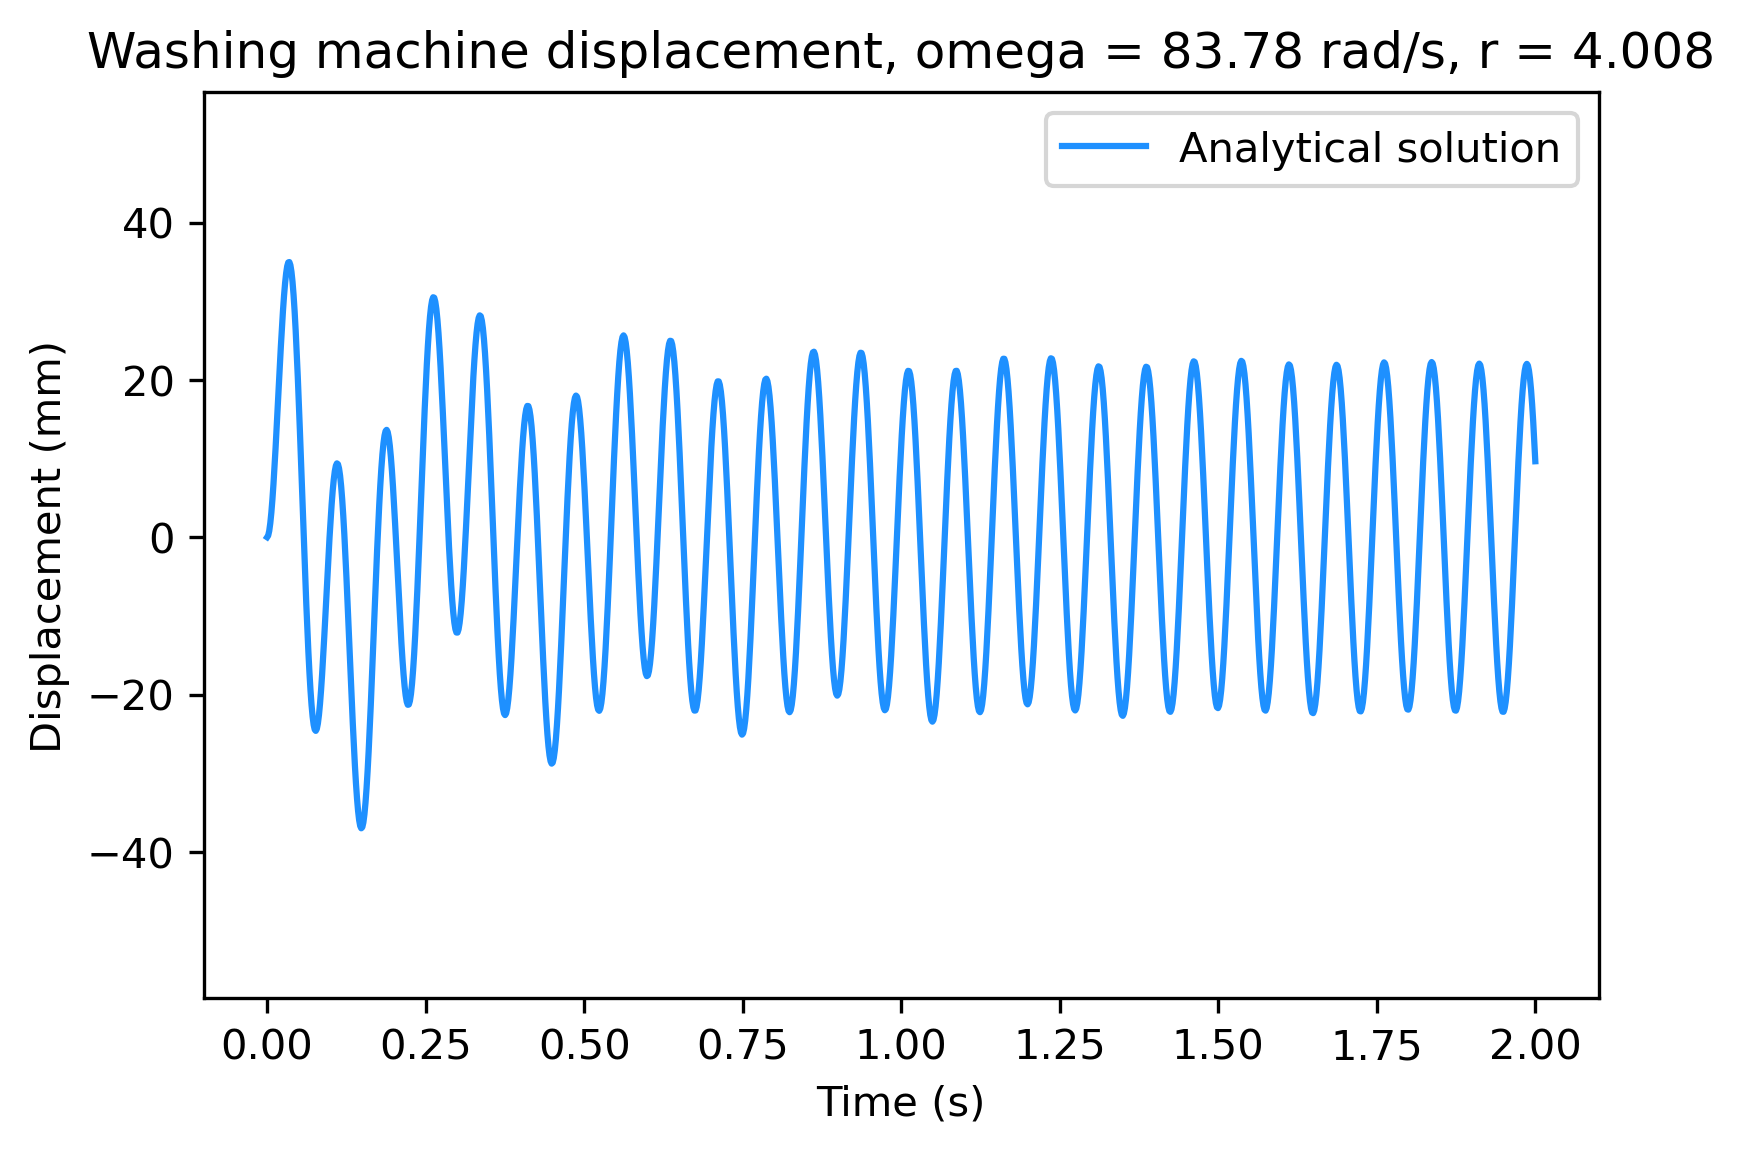 Washing machine displacement, omega = 83.78 rad/s, r = 4.008
Analytical solution
Displacement (mm)
40
20
0
−20
−40
0.00 0.25 0.50 0.75 1.00 1.25 1.50 1.75 2.00
Time (s)